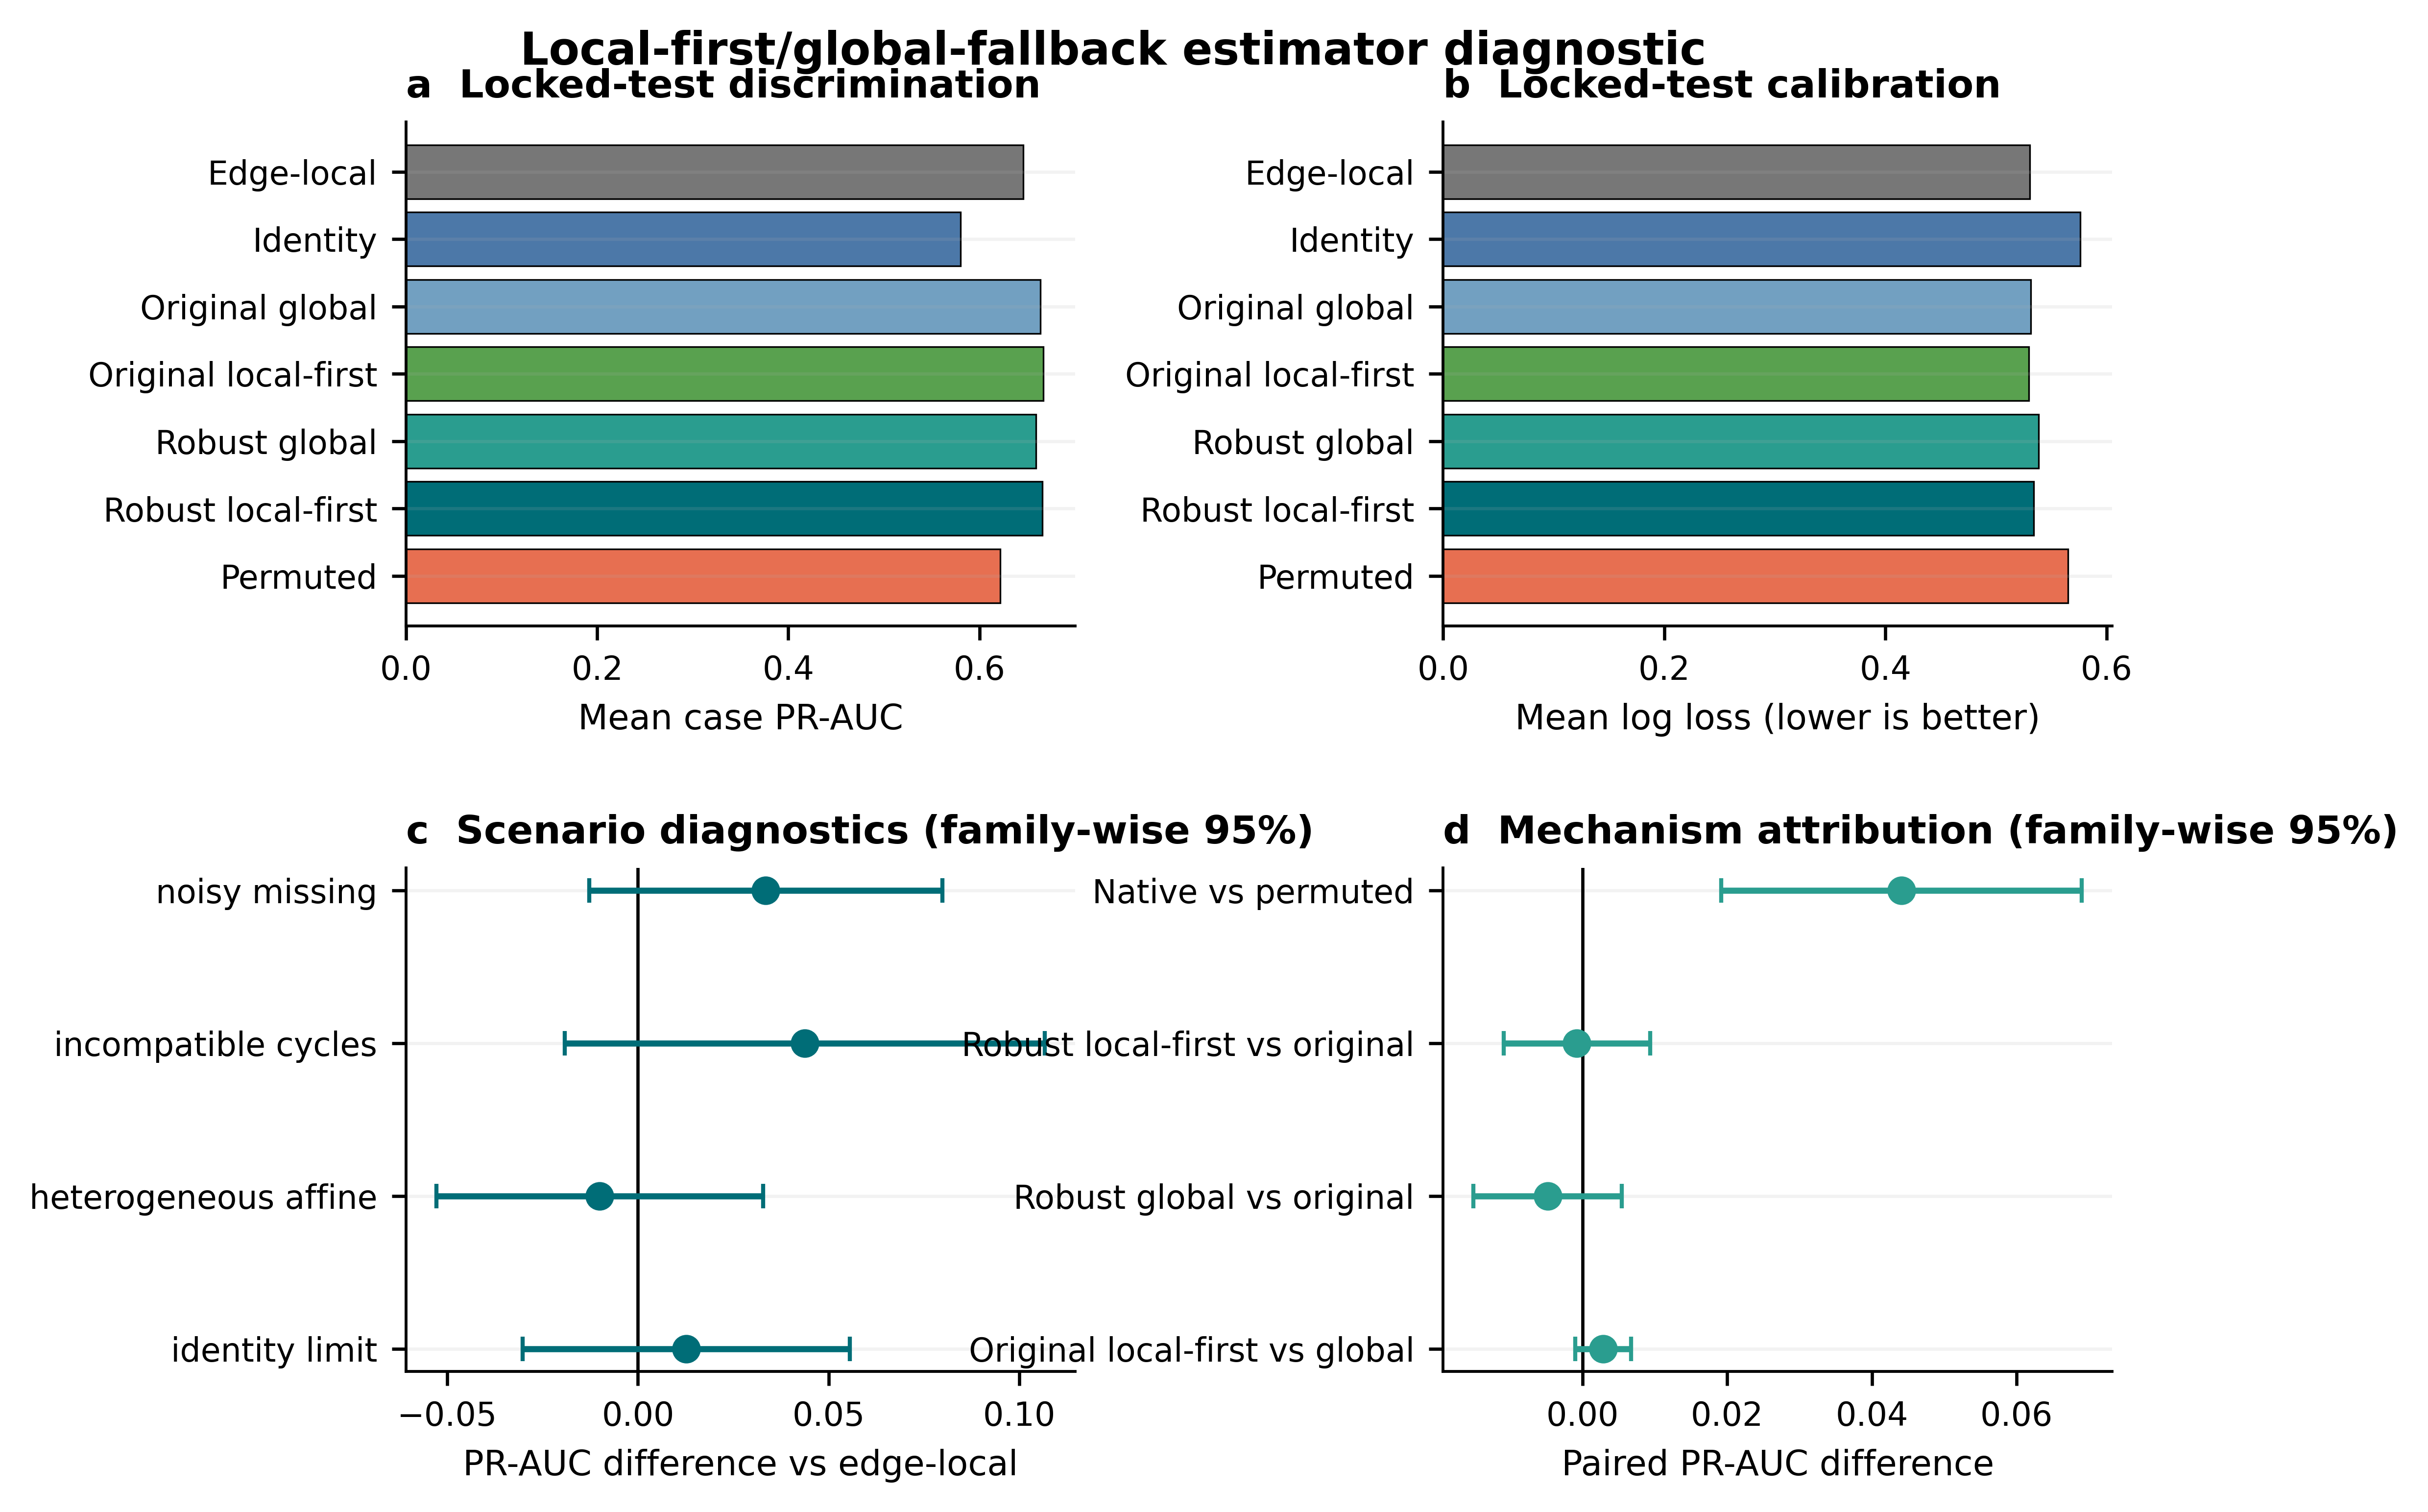 Local-first/global-fallback estimator diagnostic
a Locked-test discrimination
Edge-local
Identity
Original global
Original local-first
Robust global
Robust local-first
Permuted
0.0 0.2 0.4 0.6
Mean case PR-AUC
b Locked-test calibration
Edge-local
Identity
Original global
Original local-first
Robust global
Robust local-first
Permuted
0.0 0.2 0.4 0.6
Mean log loss (lower is better)
c Scenario diagnostics (family-wise 95%)
noisy missing
incompatible cycles
heterogeneous affine
identity limit
−0.05 0.00 0.05 0.10
PR-AUC difference vs edge-local
d Mechanism attribution (family-wise 95%)
Native vs permuted
Robust local-first vs original
Robust global vs original
Original local-first vs global
0.00 0.02 0.04 0.06
Paired PR-AUC difference